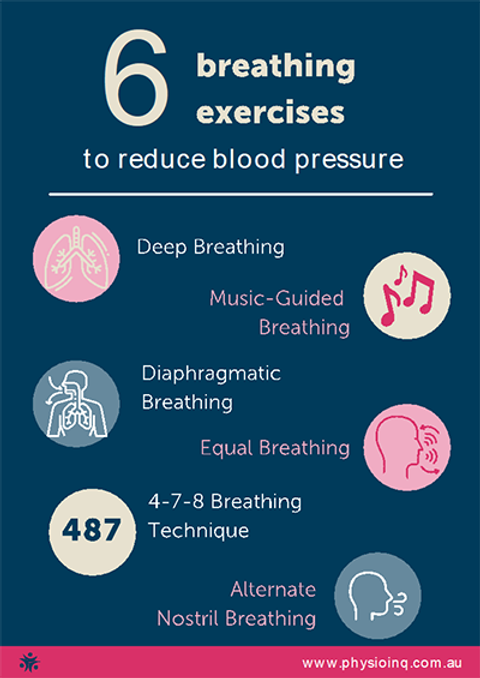 6 breathing
exercises
to reduce blood pressure
Deep Breathing
Music-Guided
Breathing
Diaphragmatic
Breathing
Equal Breathing
487
4-7-8 Breathing
Technique
Alternate
Nostril Breathing
www.physioinq.com.au